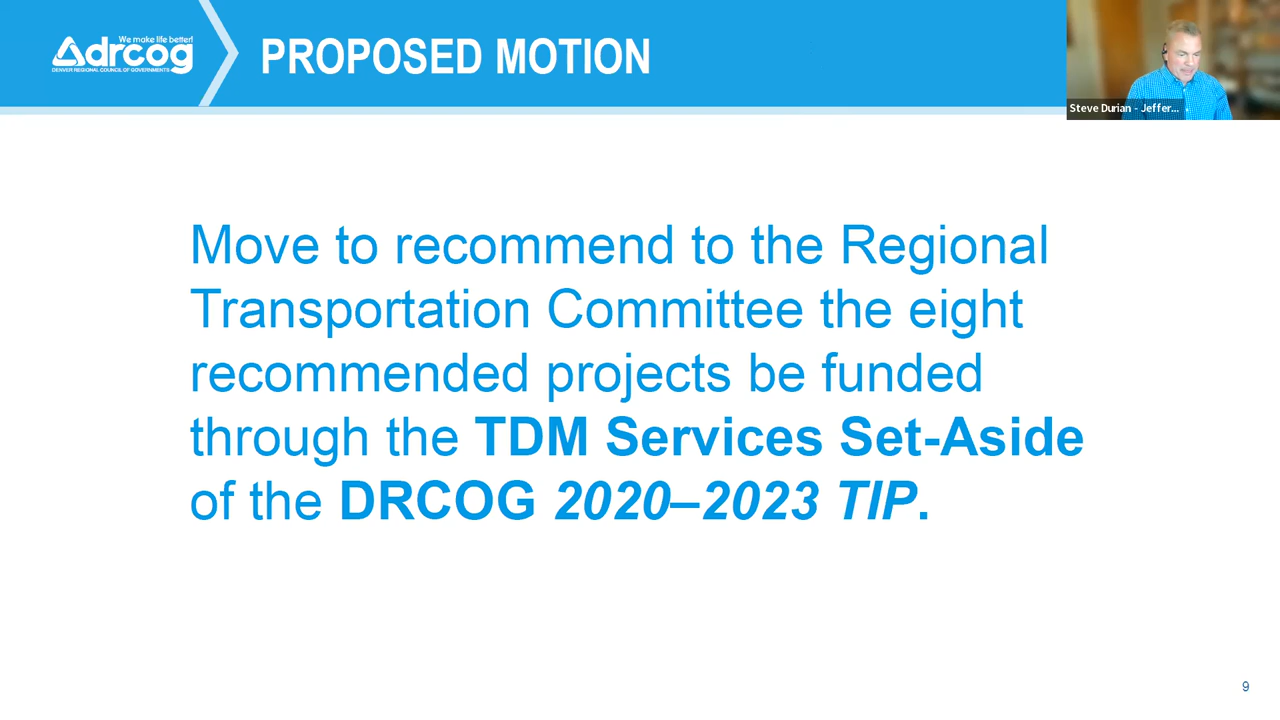 We make life better!
drcog
DENVER REGIONAL COUNCIL OF GOVERNMENTS
PROPOSED MOTION
Steve Durian - Jeffer...
Move to recommend to the Regional
Transportation Committee the eight
recommended projects be funded
through the TDM Services Set-Aside
of the DRCOG 2020–2023 TIP.
9